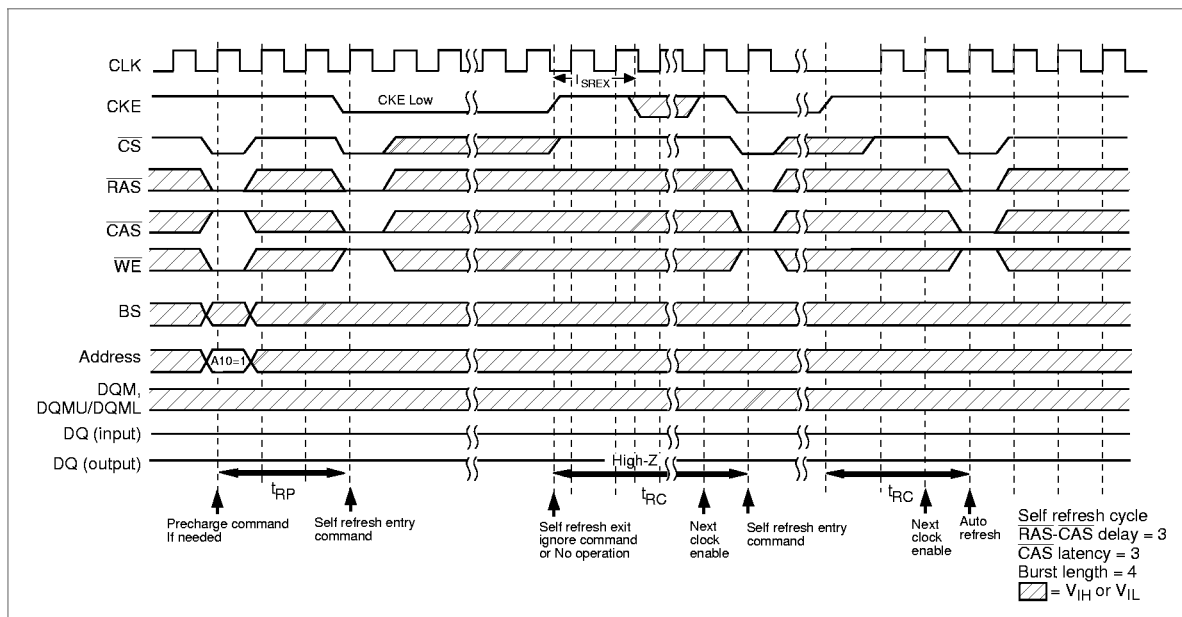 CLK
l SREX
CKE
CKE Low
CS
RAS
CAS
WE
BS
Address
A10=1
DQM,
DQMU/DQML
DQ (input)
DQ (output)
High-Z
tRP
tRC
tRC
Precharge command
If needed
Self refresh entry
command
Self refresh exit
ignore command
or No operation
Next
clock
enable
Self refresh entry
command
Next
clock
enable
Auto
refresh
Self refresh cycle
RAS-CAS delay = 3
CAS latency = 3
Burst length = 4
= VIH or VIL